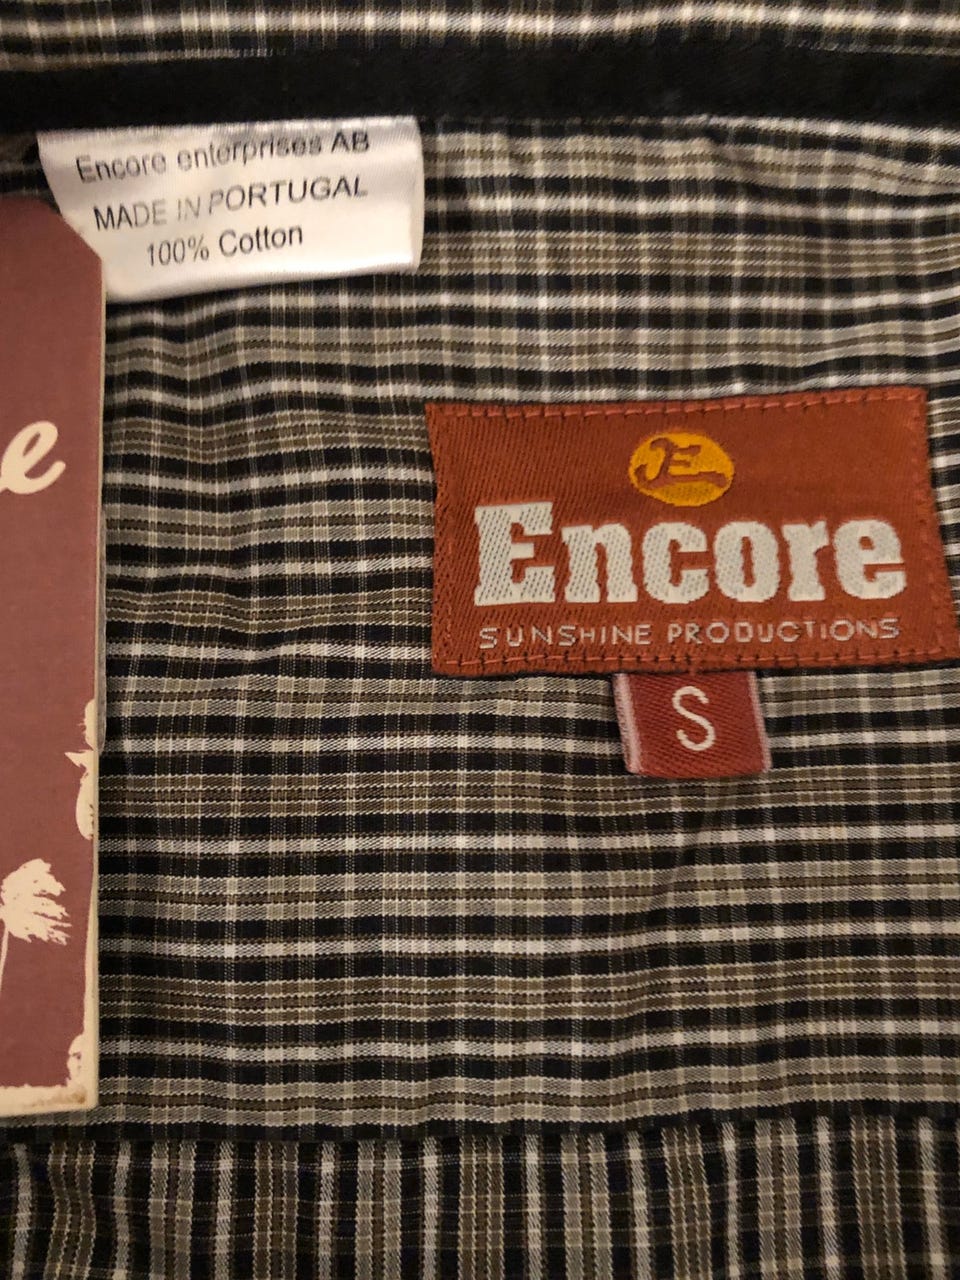 Encore enterprises AB
MADE IN PORTUGAL
100% Cotton
e
E
Encore
SUNSHINE PRODUCTIONS
S